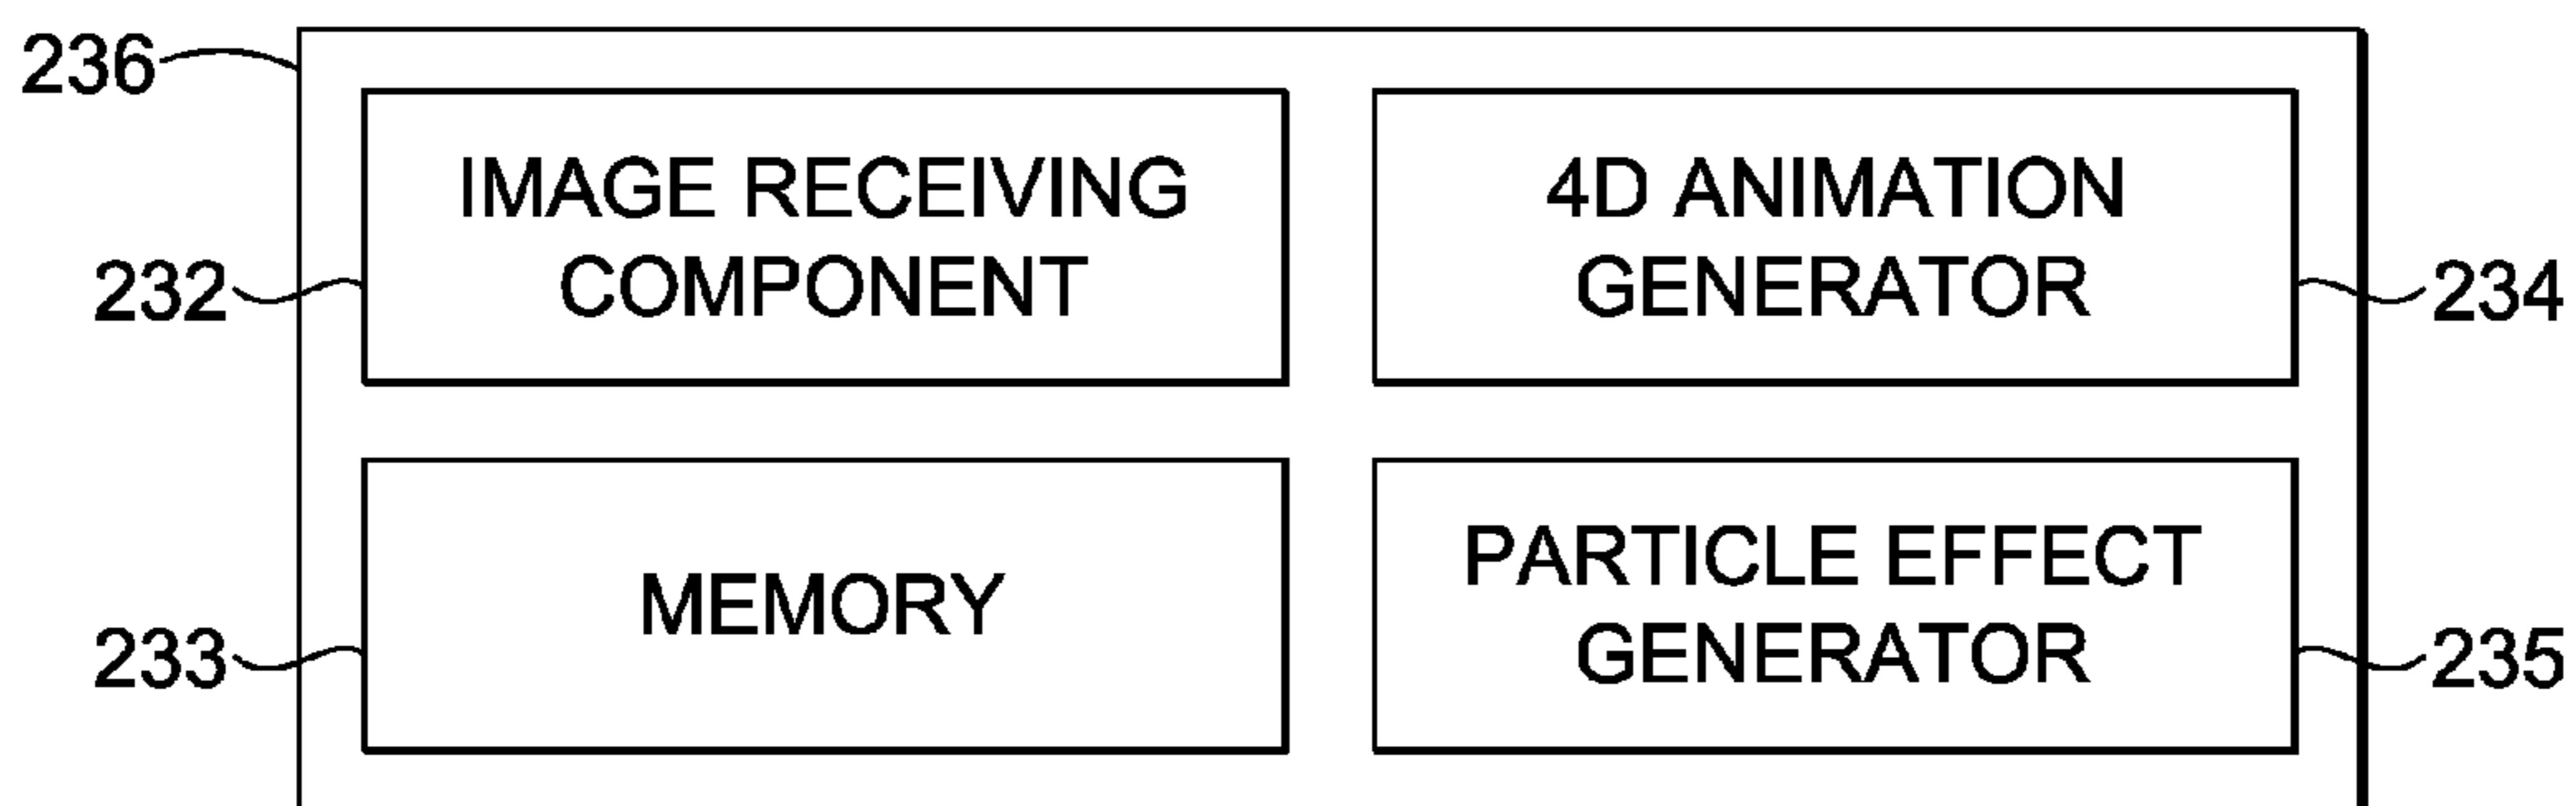 236
IMAGE RECEIVING
COMPONENT
232
4D ANIMATION
GENERATOR
234
MEMORY
233
PARTICLE EFFECT
GENERATOR
235